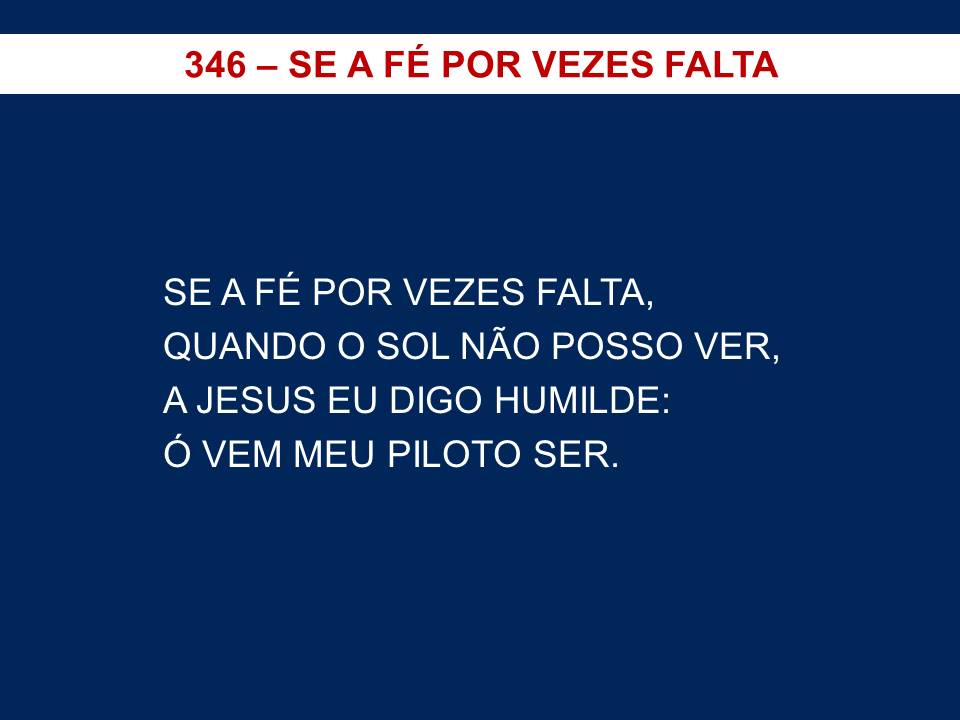 346 – SE A FÉ POR VEZES FALTA
SE A FÉ POR VEZES FALTA,
QUANDO O SOL NÃO POSSO VER,
A JESUS EU DIGO HUMILDE:
Ó VEM MEU PILOTO SER.